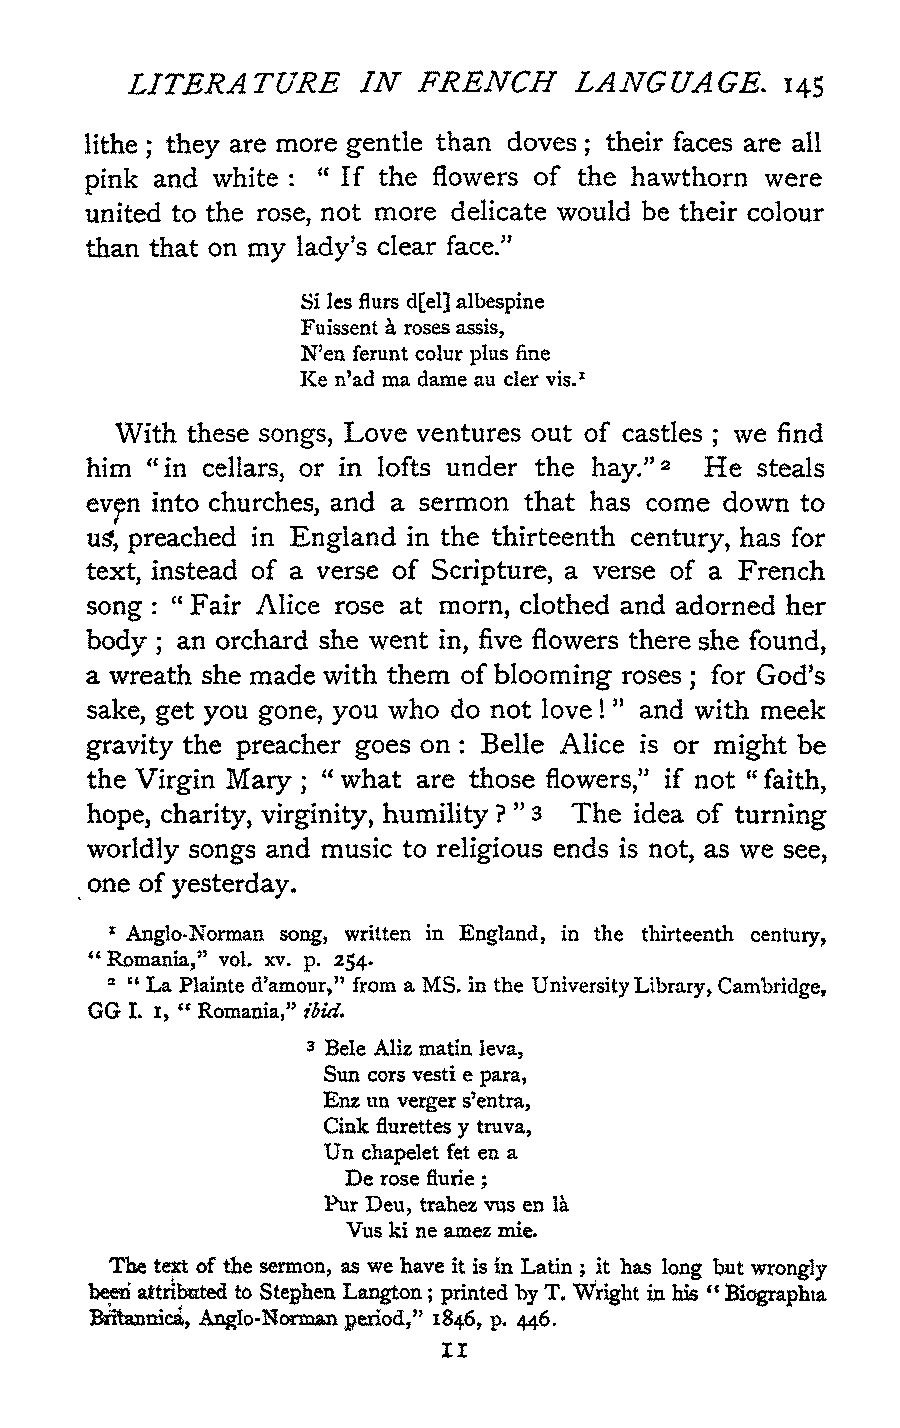 LITERATURE IN FRENCH LANGUAGE. 145
lithe ; they are more gentle than doves ; their faces are all
pink and white : “ If the flowers of the hawthorn were
united to the rose, not more delicate would be their colour
than that on my lady’s clear face.”
Si les flurs d[el] albespine
Fuissent à roses assis,
N’en ferunt colur plus fine
Ke n’ad ma dame au cler vis.¹
With these songs, Love ventures out of castles ; we find
him “in cellars, or in lofts under the hay.” ² He steals
even into churches, and a sermon that has come down to
us, preached in England in the thirteenth century, has for
text, instead of a verse of Scripture, a verse of a French
song : “ Fair Alice rose at morn, clothed and adorned her
body ; an orchard she went in, five flowers there she found,
a wreath she made with them of blooming roses ; for God’s
sake, get you gone, you who do not love ! ” and with meek
gravity the preacher goes on : Belle Alice is or might be
the Virgin Mary ; “ what are those flowers,” if not “ faith,
hope, charity, virginity, humility ? ” ³ The idea of turning
worldly songs and music to religious ends is not, as we see,
one of yesterday.
¹ Anglo-Norman song, written in England, in the thirteenth century,
“ Romania,” vol. xv. p. 254.
² “ La Plainte d’amour,” from a MS. in the University Library, Cambridge,
GG I. 1, “ Romania,” ibid.
³ Bele Aliz matin leva,
Sun cors vesti e para,
Enz un verger s’entra,
Cink flurettes y truva,
Un chapelet fet en a
De rose flurie ;
Pur Deu, trahez vus en là
Vus ki ne amez mie.
The text of the sermon, as we have it is in Latin ; it has long but wrongly
been attributed to Stephen Langton ; printed by T. Wright in his “ Biographia
Britannica, Anglo-Norman period,” 1846, p. 446.
11